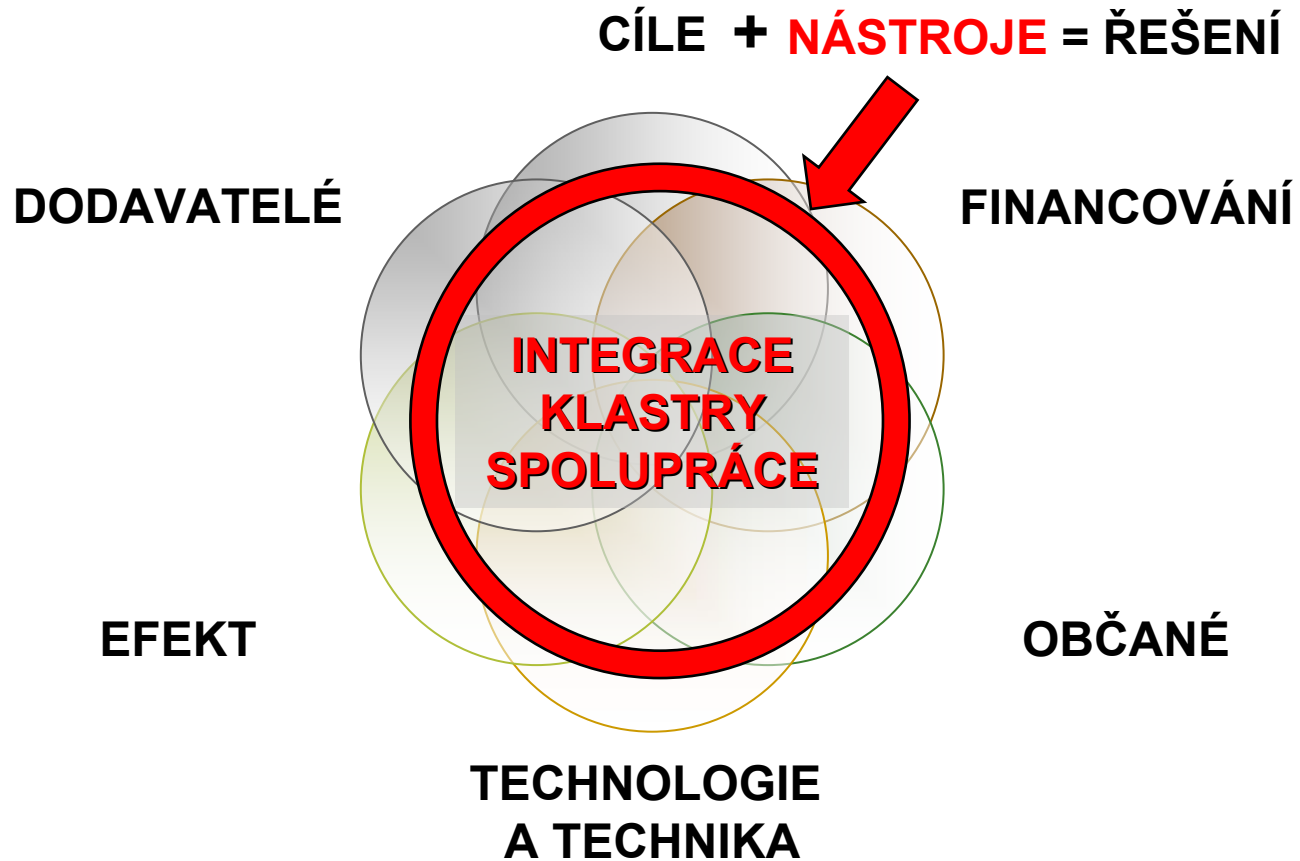 CÍLE + NÁSTROJE = ŘEŠENÍ
DODAVATELÉ
FINANCOVÁNÍ
INTEGRACE
KLASTRY
SPOLUPRÁCE
EFEKT
OBČANÉ
TECHNOLOGIE
A TECHNIKA